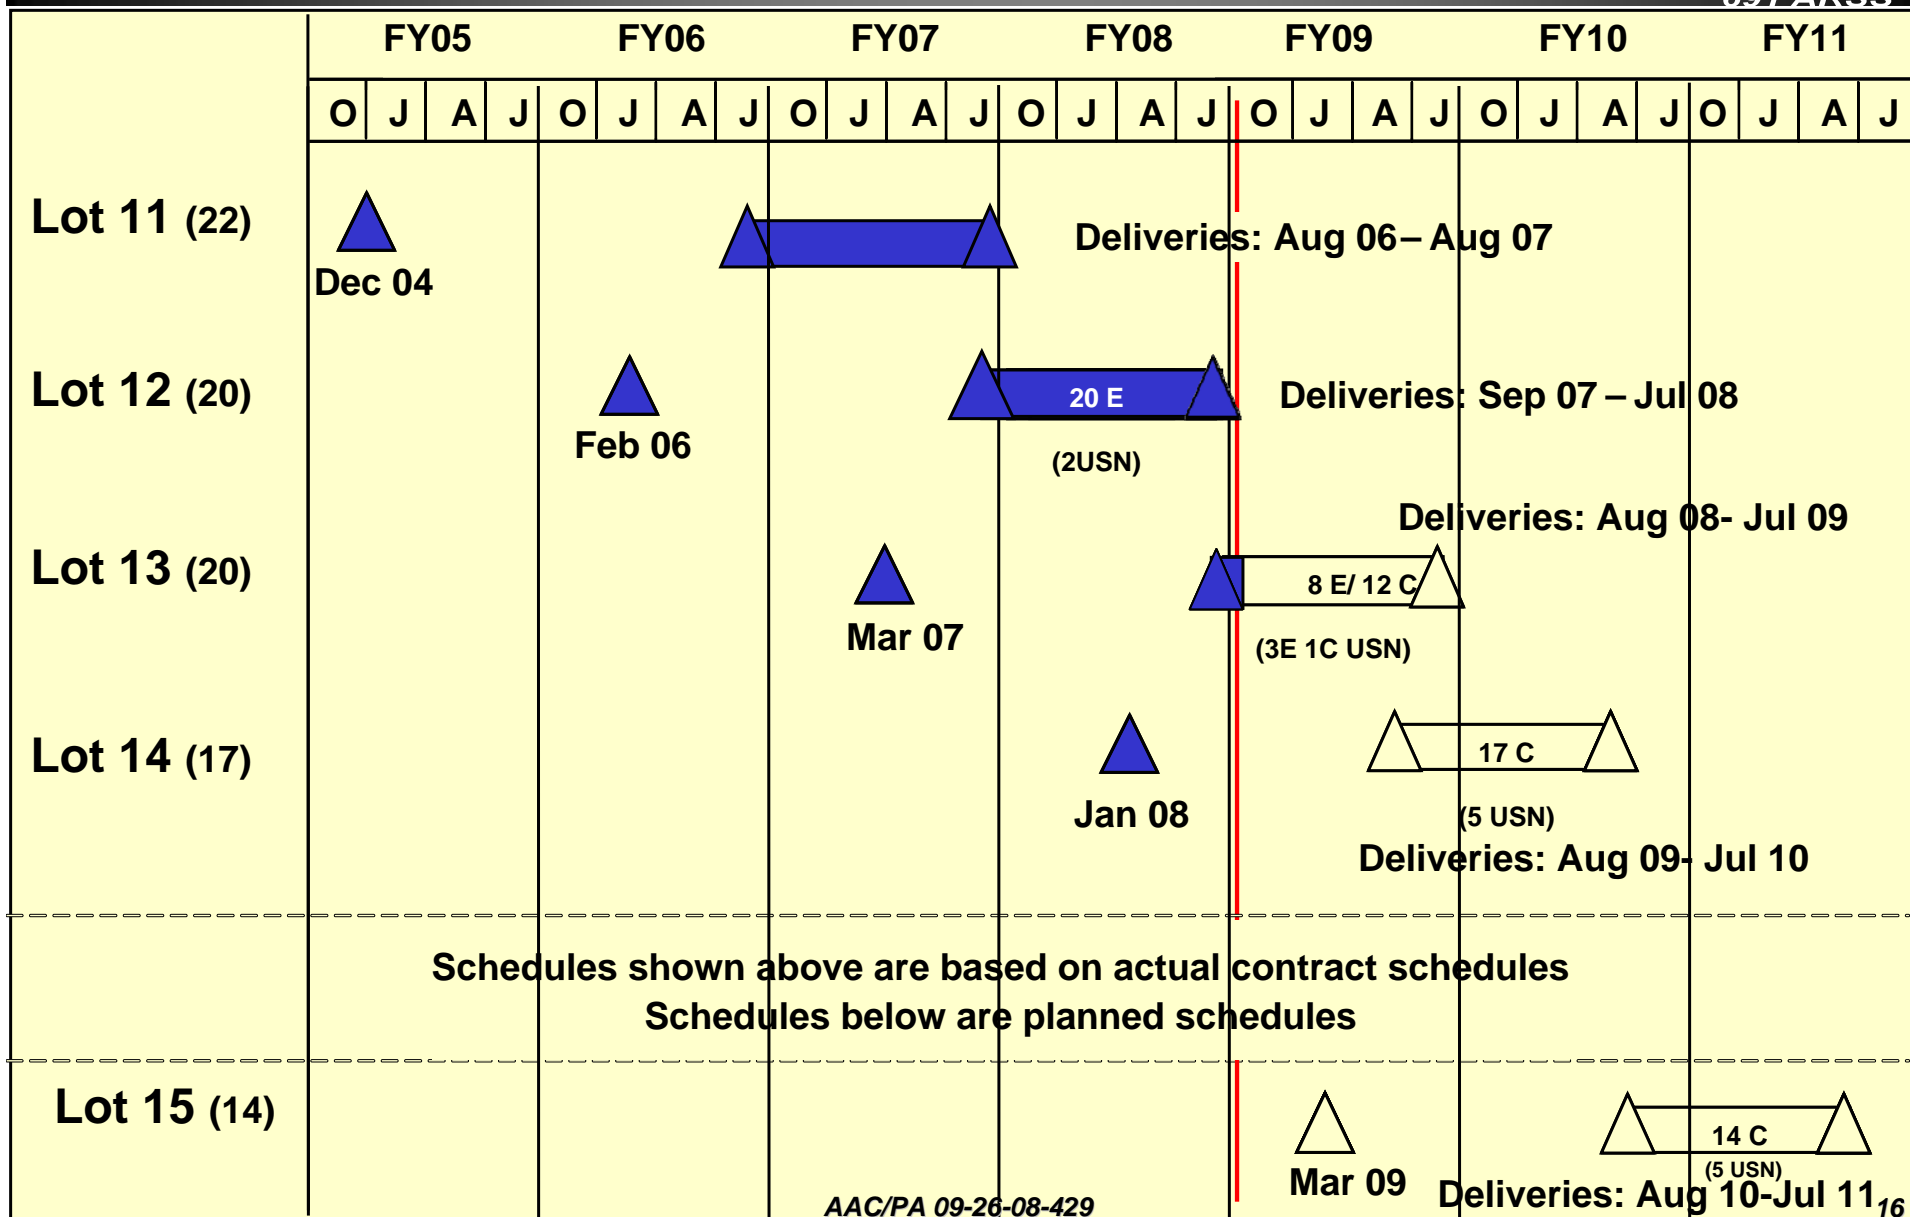 FY05 FY06 FY07 FY08 FY09 FY10 FY11
O J A J O J A J O J A J O J A J O J A J O J A J O J A J
Lot 11 (22)
Dec 04
Deliveries: Aug 06– Aug 07
Lot 12 (20)
Feb 06
20 E
(2USN)
Deliveries: Sep 07 – Jul 08
Deliveries: Aug 08- Jul 09
Lot 13 (20)
Mar 07
8 E/ 12 C
(3E 1C USN)
Lot 14 (17)
Jan 08
17 C
(5 USN)
Deliveries: Aug 09- Jul 10
Schedules shown above are based on actual contract schedules
Schedules below are planned schedules
Lot 15 (14)
Mar 09
14 C
(5 USN)
Deliveries: Aug 10-Jul 11
AAC/PA 09-26-08-429
16